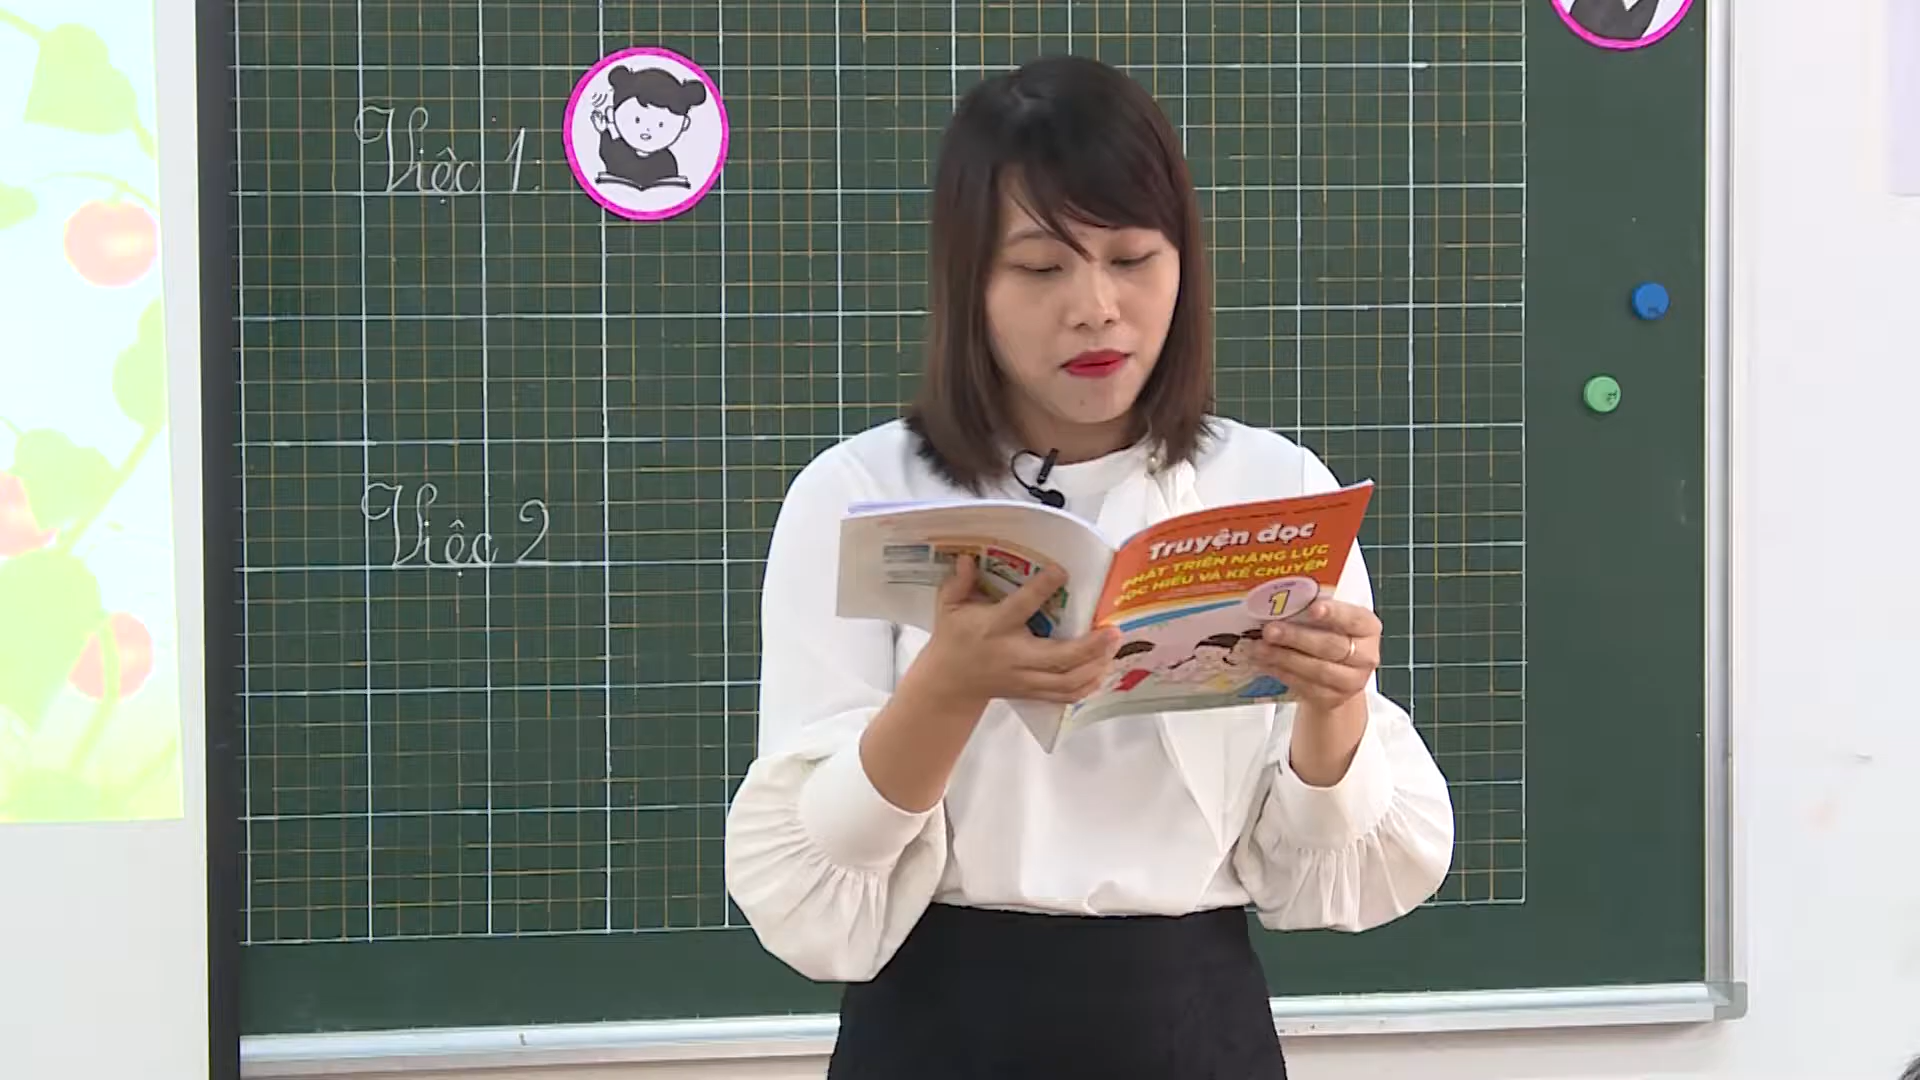 Việc 1
Việc 2
Truyện đọc
PHÁT TRIỂN NĂNG LỰC
ĐỌC HIỂU VÀ KỂ CHUYỆN
1